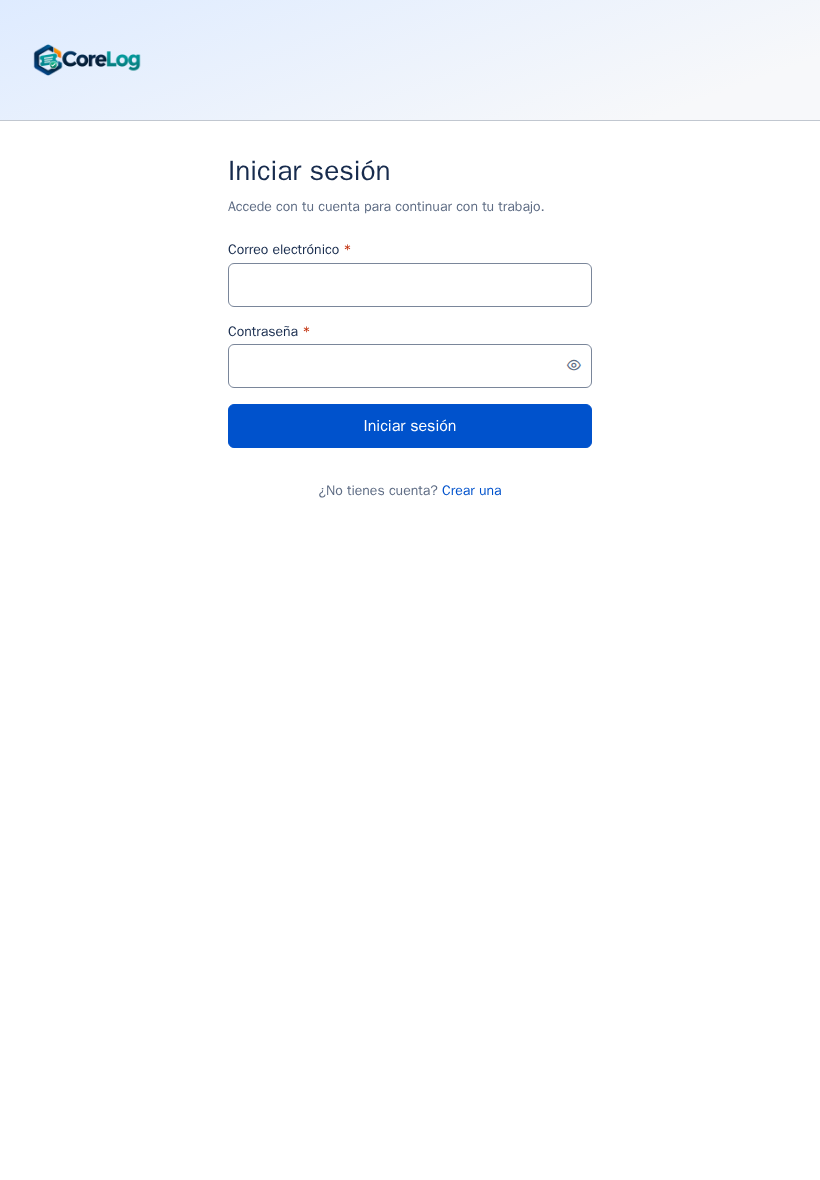 CoreLog
Iniciar sesión
Accede con tu cuenta para continuar con tu trabajo.
Correo electrónico *
Contraseña *
Iniciar sesión
¿No tienes cuenta? Crear una